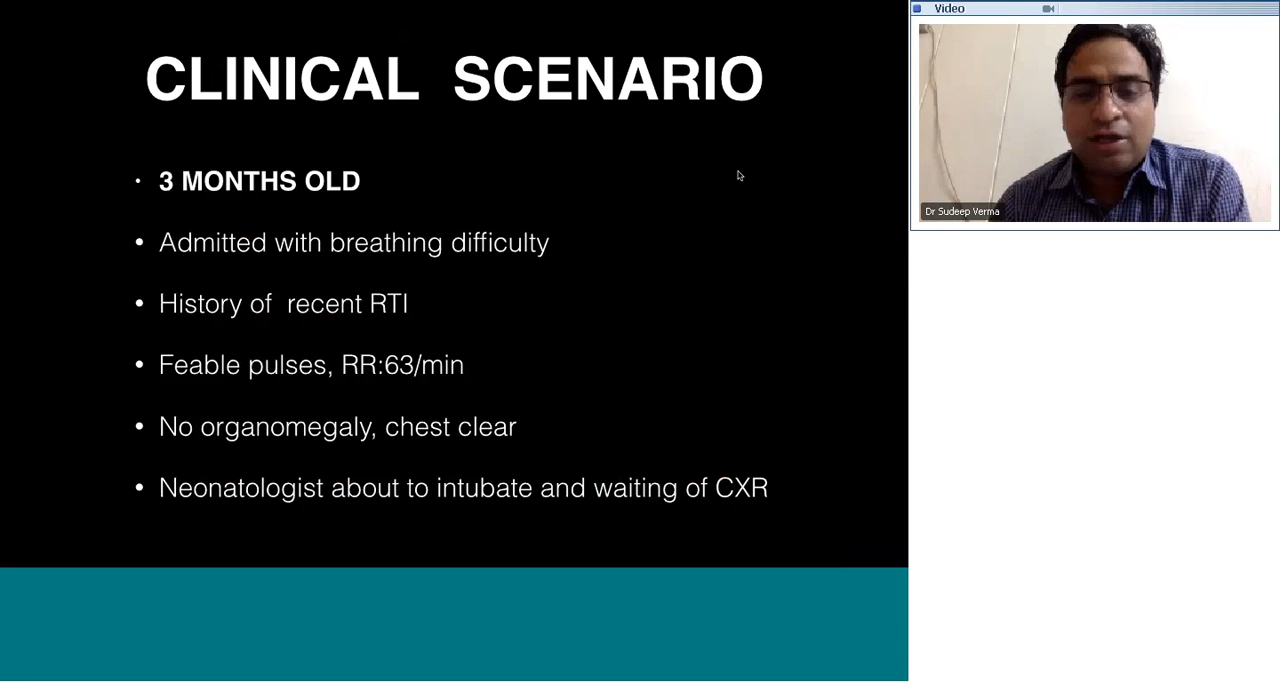 CLINICAL SCENARIO
• 3 MONTHS OLD
• Admitted with breathing difficulty
• History of recent RTI
• Feable pulses, RR:63/min
• No organomegaly, chest clear
• Neonatologist about to intubate and waiting of CXR
Video
Dr Sudeep Verma